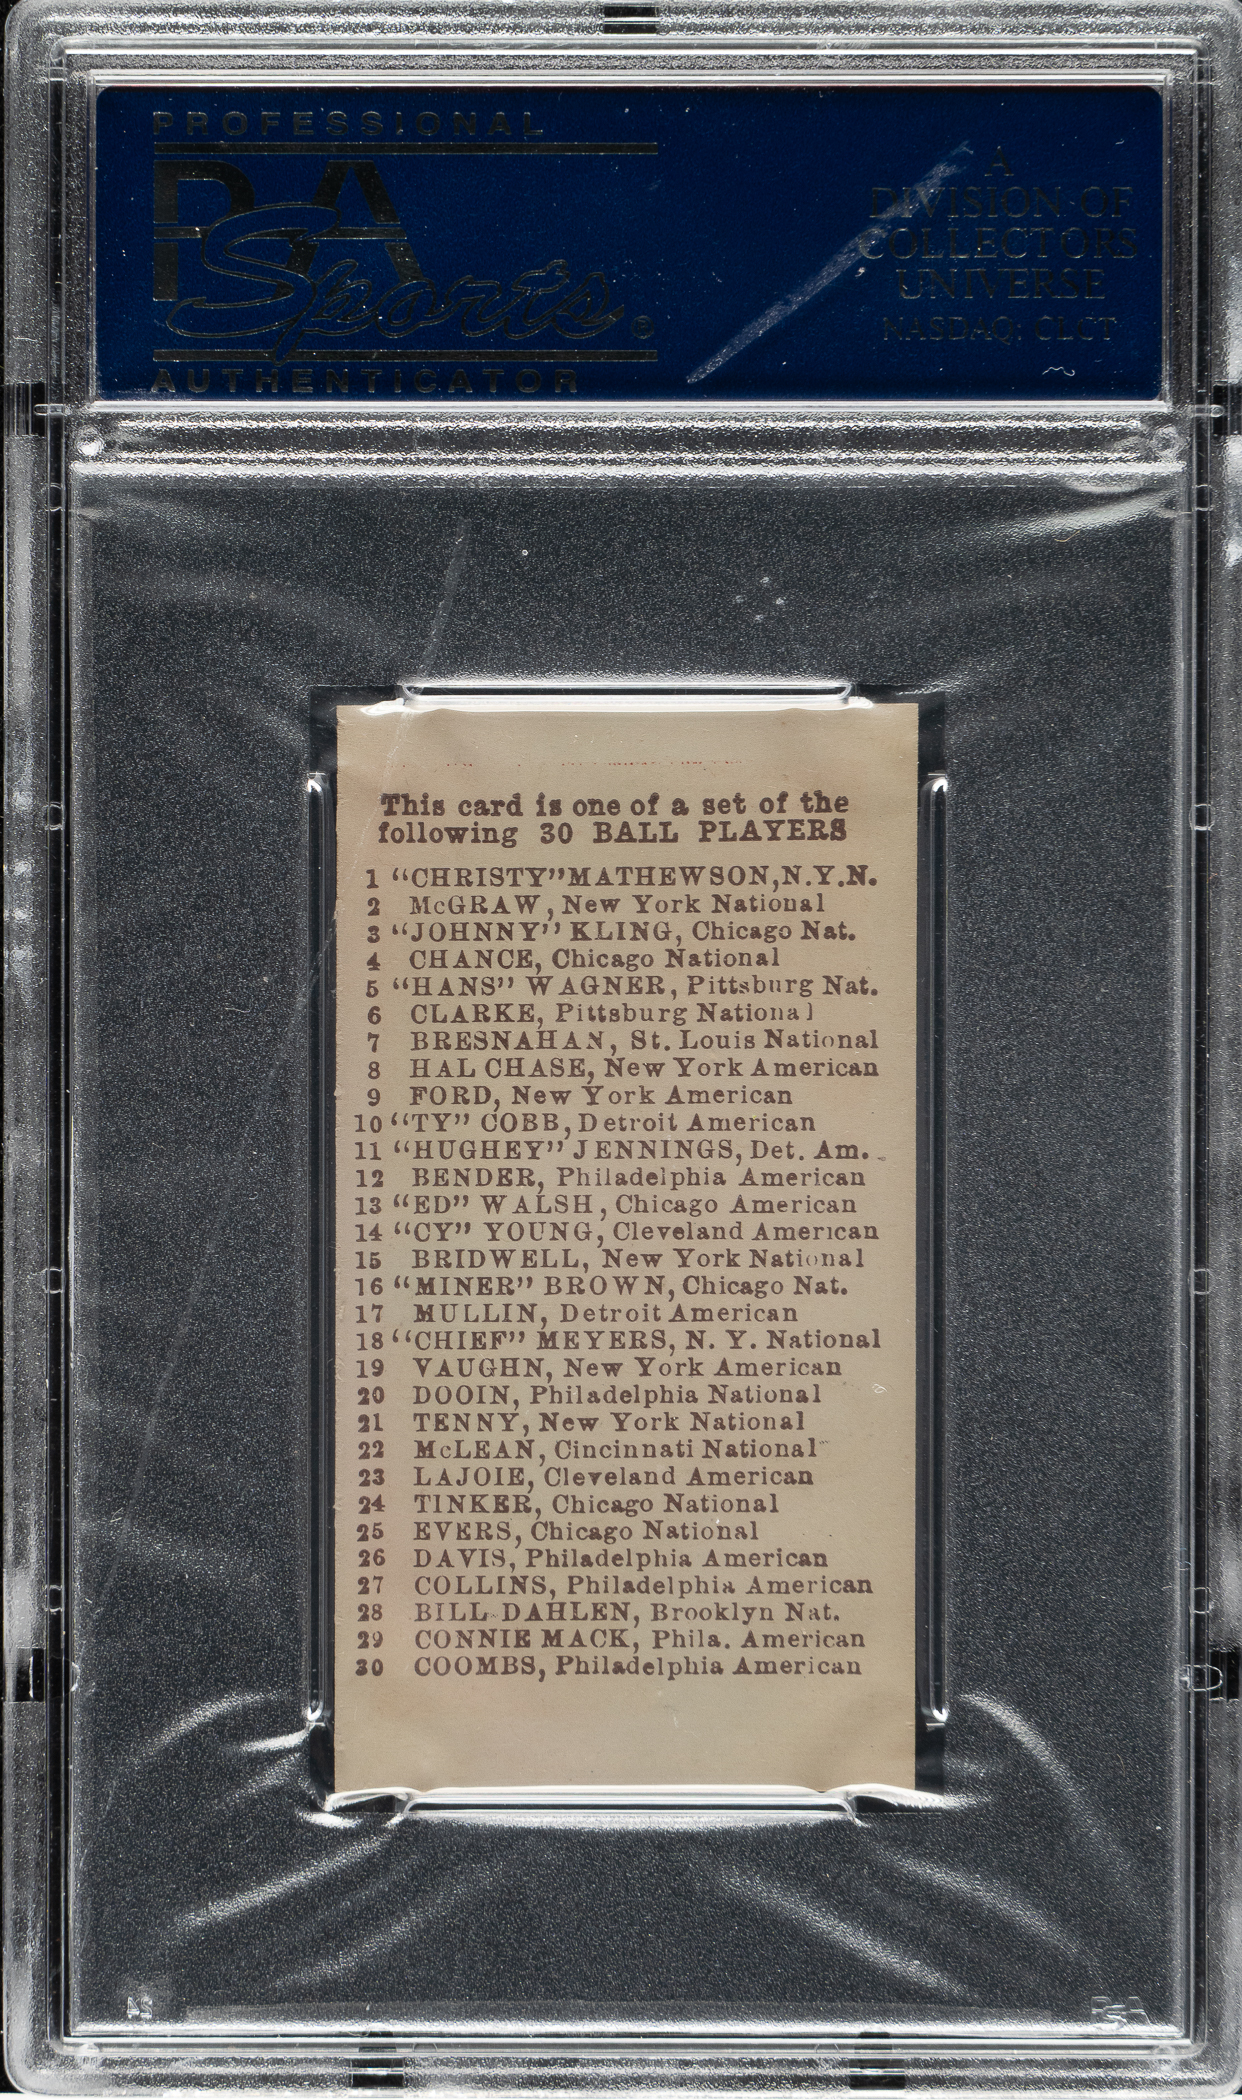 PROFESSIONAL
PSA
Sports®
AUTHENTICATOR
A
DIVISION OF
COLLECTORS
UNIVERSE
NASDAQ: CLCT
This card is one of a set of the
following 30 BALL PLAYERS
1 "CHRISTY" MATHEWSON, N.Y.N.
2 McGRAW, New York National
3 "JOHNNY" KLING, Chicago Nat.
4 CHANCE, Chicago National
5 "HANS" WAGNER, Pittsburg Nat.
6 CLARKE, Pittsburg National
7 BRESNAHAN, St. Louis National
8 HAL CHASE, New York American
9 FORD, New York American
10 "TY" COBB, Detroit American
11 "HUGHEY" JENNINGS, Det. Am.
12 BENDER, Philadelphia American
13 "ED" WALSH, Chicago American
14 "CY" YOUNG, Cleveland American
15 BRIDWELL, New York National
16 "MINER" BROWN, Chicago Nat.
17 MULLIN, Detroit American
18 "CHIEF" MEYERS, N. Y. National
19 VAUGHN, New York American
20 DOOIN, Philadelphia National
21 TENNY, New York National
22 McLEAN, Cincinnati National
23 LAJOIE, Cleveland American
24 TINKER, Chicago National
25 EVERS, Chicago National
26 DAVIS, Philadelphia American
27 COLLINS, Philadelphia American
28 BILL DAHLEN, Brooklyn Nat.
29 CONNIE MACK, Phila. American
30 COOMBS, Philadelphia American
PSA